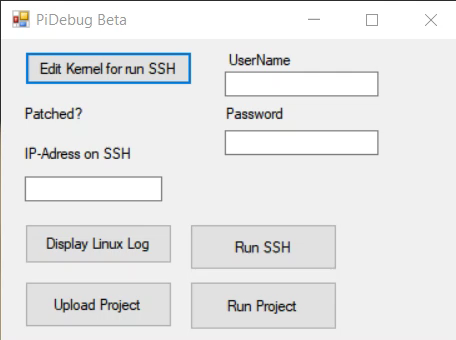 PiDebug Beta
Edit Kernel for run SSH
UserName
Patched?
Password
IP-Adress on SSH
Display Linux Log
Run SSH
Upload Project
Run Project